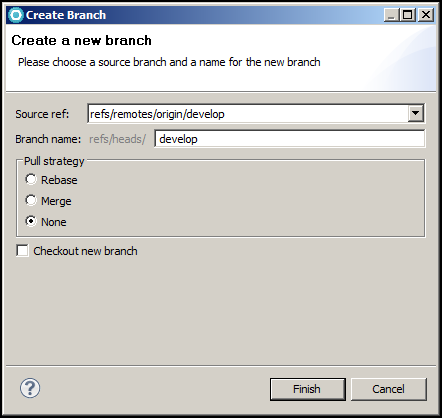 Create Branch
Create a new branch
Please choose a source branch and a name for the new branch
Source ref: refs/remotes/origin/develop
Branch name: refs/heads/ develop
Pull strategy
Rebase
Merge
None
Checkout new branch
?
Finish Cancel